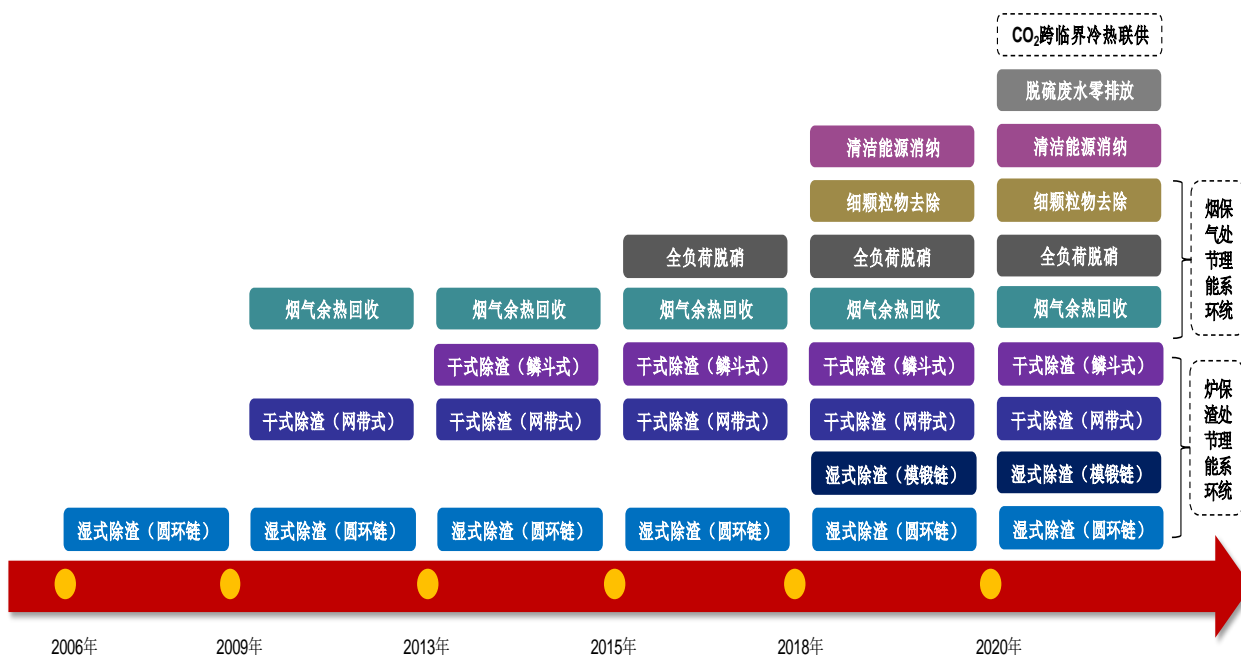 CO₂跨临界冷热联供
脱硫废水零排放
清洁能源消纳 清洁能源消纳
细颗粒物去除 细颗粒物去除
全负荷脱硝 全负荷脱硝 全负荷脱硝
烟气余热回收 烟气余热回收 烟气余热回收 烟气余热回收 烟气余热回收
烟保
气处
节理
能系
环统
干式除渣（鳞斗式） 干式除渣（鳞斗式） 干式除渣（鳞斗式） 干式除渣（鳞斗式）
干式除渣（网带式） 干式除渣（网带式） 干式除渣（网带式） 干式除渣（网带式） 干式除渣（网带式）
湿式除渣（模锻链） 湿式除渣（模锻链）
湿式除渣（圆环链） 湿式除渣（圆环链） 湿式除渣（圆环链） 湿式除渣（圆环链） 湿式除渣（圆环链） 湿式除渣（圆环链）
炉保
渣处
节理
能系
环统
2006年 2009年 2013年 2015年 2018年 2020年